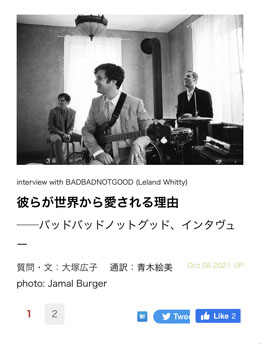 interview with BADBADNOTGOOD (Leland Whitty)
彼らが世界から愛される理由
——バッドバッドノットグッド、インタヴュ
ー
質問・文：大塚広子　通訳：青木絵美 Oct 08,2021 UP
photo: Jamal Burger
1 2
B! Twee Like 2